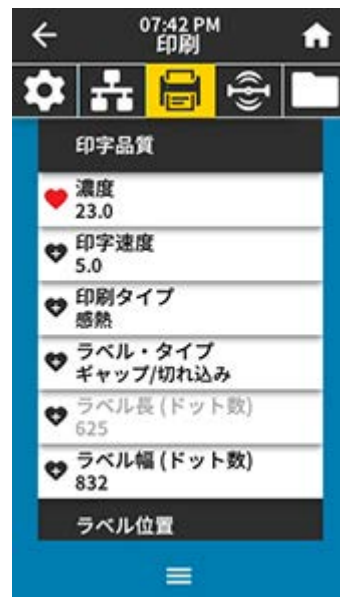 07:42 PM
印刷
印字品質
濃度
23.0
印字速度
5.0
印刷タイプ
感熱
ラベル・タイプ
ギャップ/切れ込み
ラベル長 (ドット数)
625
ラベル幅 (ドット数)
832
ラベル位置